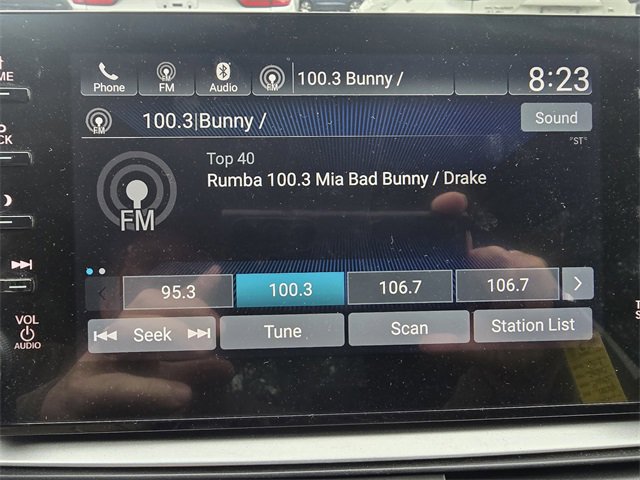 Phone FM Audio FM 100.3 Bunny / 8:23
FM 100.3|Bunny / Sound
"ST"
Top 40
Rumba 100.3 Mia Bad Bunny / Drake
FM
95.3 100.3 106.7 106.7
Seek Tune Scan Station List
VOL
AUDIO